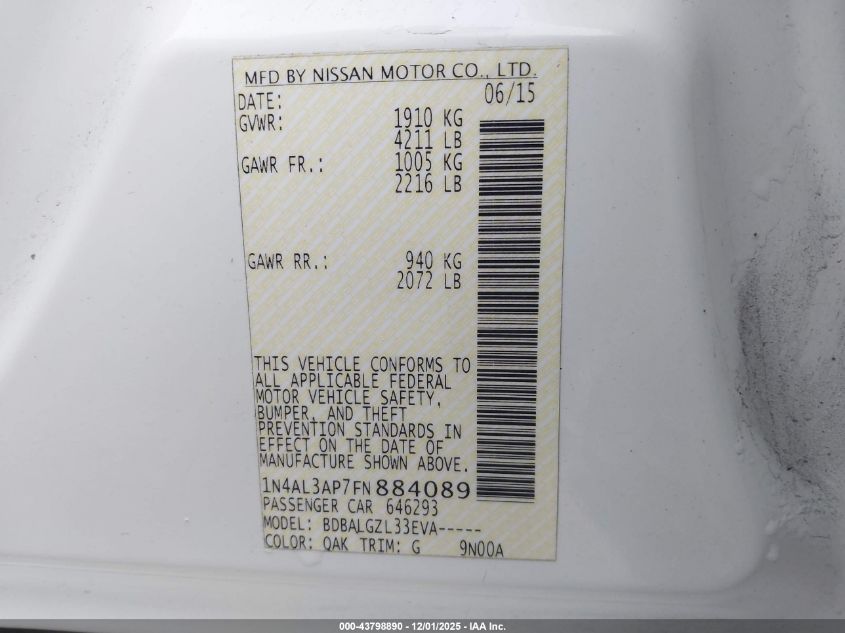 MFD BY NISSAN MOTOR CO., LTD.
DATE: 06/15
GVWR: 1910 KG
4211 LB
GAWR FR.: 1005 KG
2216 LB
GAWR RR.: 940 KG
2072 LB
THIS VEHICLE CONFORMS TO
ALL APPLICABLE FEDERAL
MOTOR VEHICLE SAFETY,
BUMPER, AND THEFT
PREVENTION STANDARDS IN
EFFECT ON THE DATE OF
MANUFACTURE SHOWN ABOVE.
1N4AL3AP7FN884089
PASSENGER CAR 646293
MODEL: BDBALGZL33EVA-----
COLOR: QAK TRIM: G 9N00A
000-43798890 - 12/01/2025 - IAA Inc.